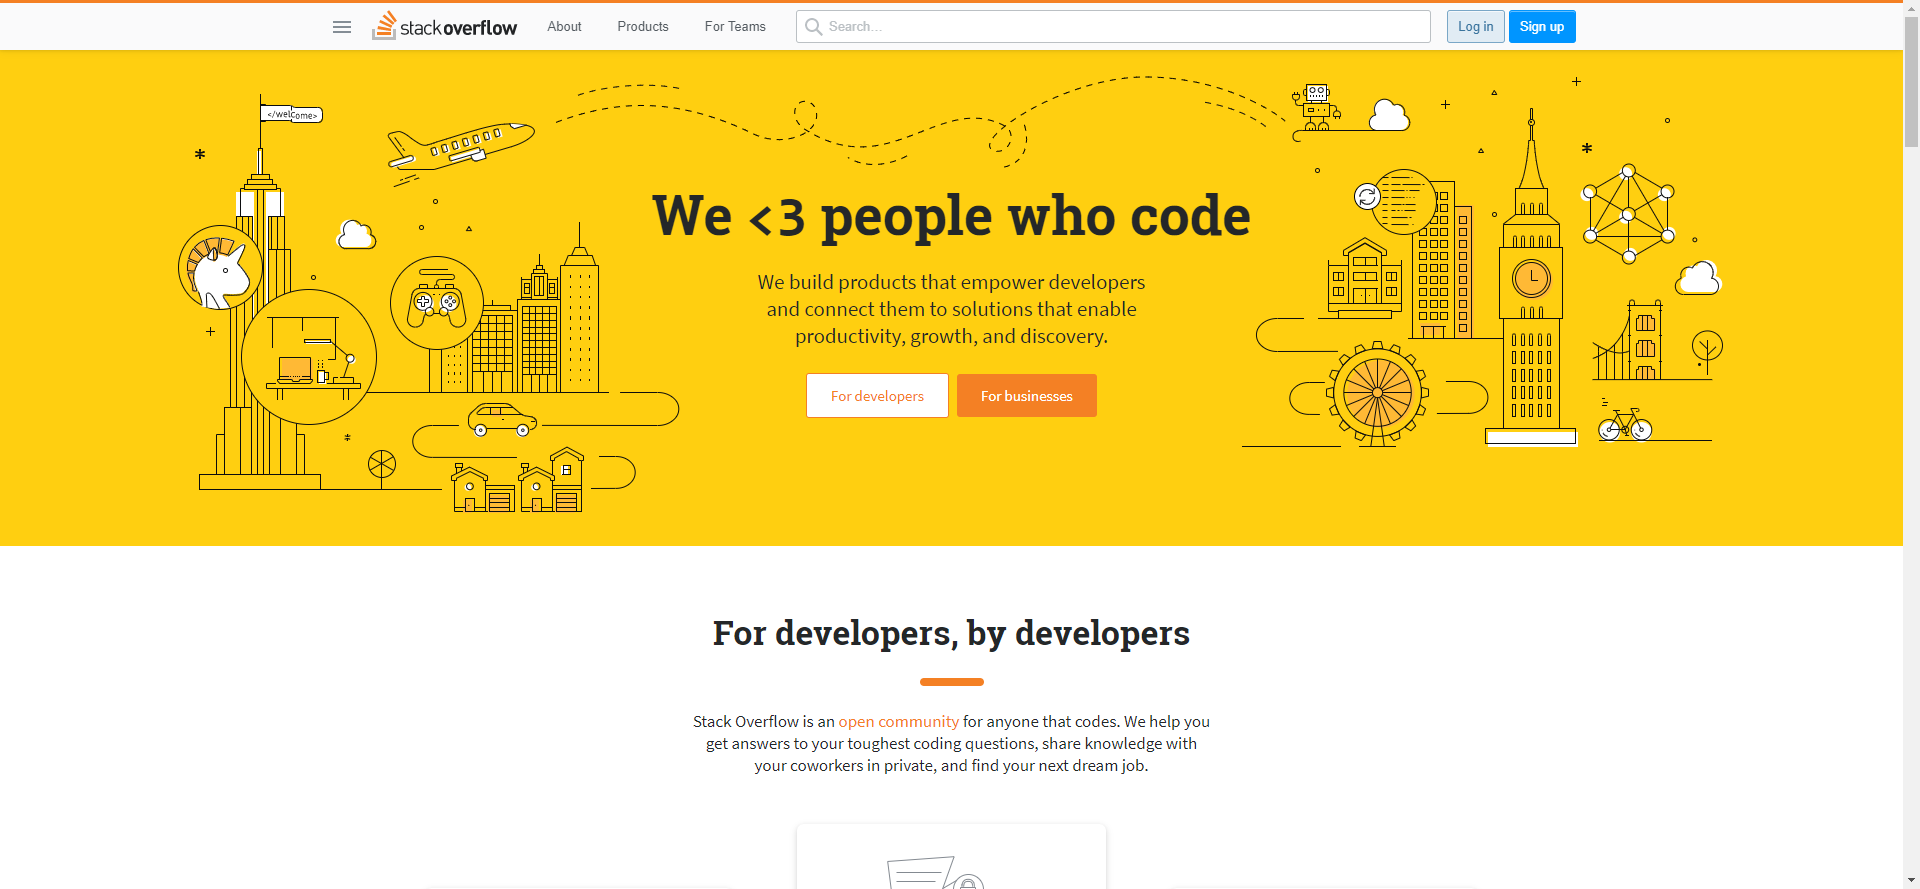 stackoverflow
About
Products
For Teams
Search...
Log in
Sign up
</welcome>
We <3 people who code
We build products that empower developers
and connect them to solutions that enable
productivity, growth, and discovery.
For developers
For businesses
For developers, by developers
Stack Overflow is an open community for anyone that codes. We help you
get answers to your toughest coding questions, share knowledge with
your coworkers in private, and find your next dream job.